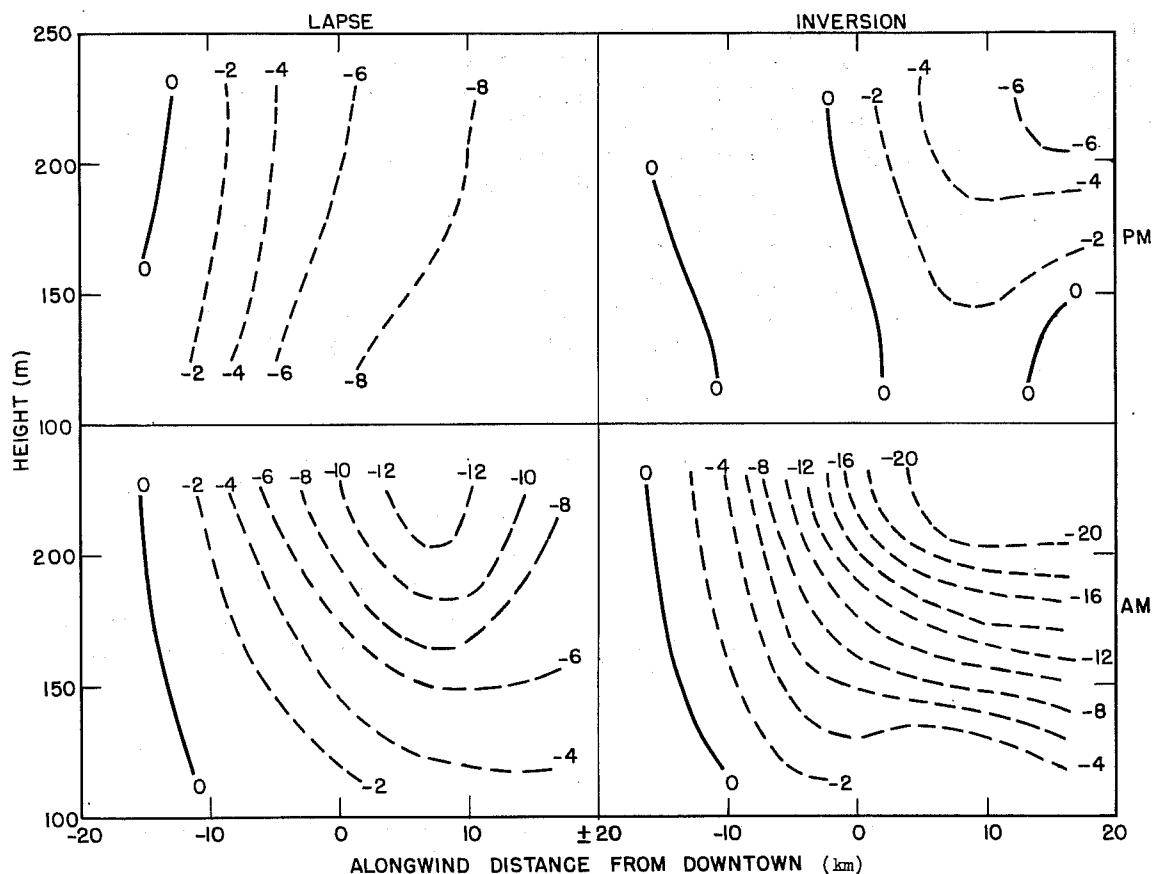 LAPSE INVERSION
250
0 -2 -4 -6 -8 0 -2 -4 -6
200 0 -6
-4
PM
0 -2
150 0
-2 -4 -6 -8 0 0 0
HEIGHT (m)
100
0 -2 -4 -6 -8 -10 -12 -12 -10 -8 0 -4 -8 -12 -16 -20
200 -20
-16
AM
-6 -12
150
-8
-4 -4
0 -2 0 -2
100
-20 -10 0 10 ±20 -10 0 10 20
ALONGWIND DISTANCE FROM DOWNTOWN (km)